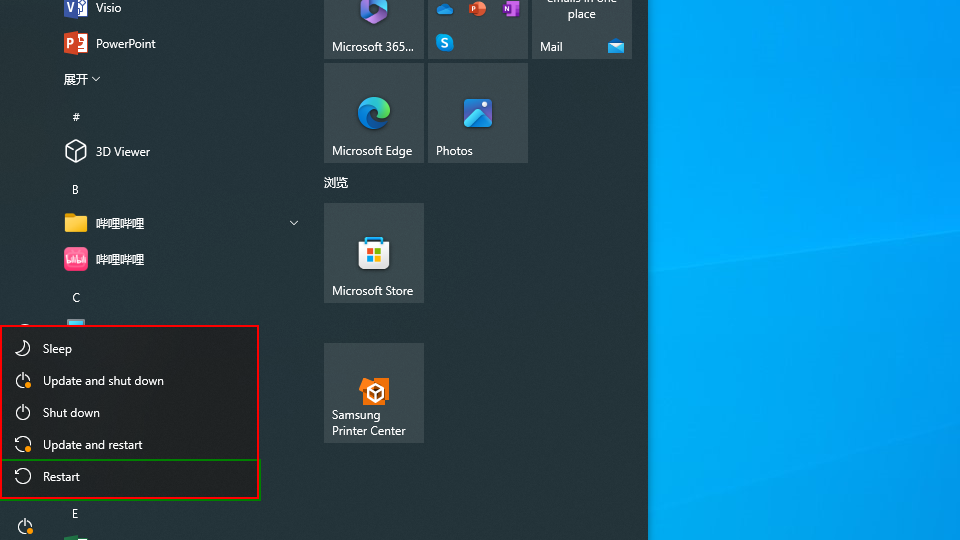 Visio
PowerPoint
展开
#
3D Viewer
B
哔哩哔哩
哔哩哔哩
C
Sleep
Update and shut down
Shut down
Update and restart
Restart
E
Microsoft 365...
emails in one
place
Mail
Microsoft Edge
Photos
浏览
Microsoft Store
Samsung
Printer Center